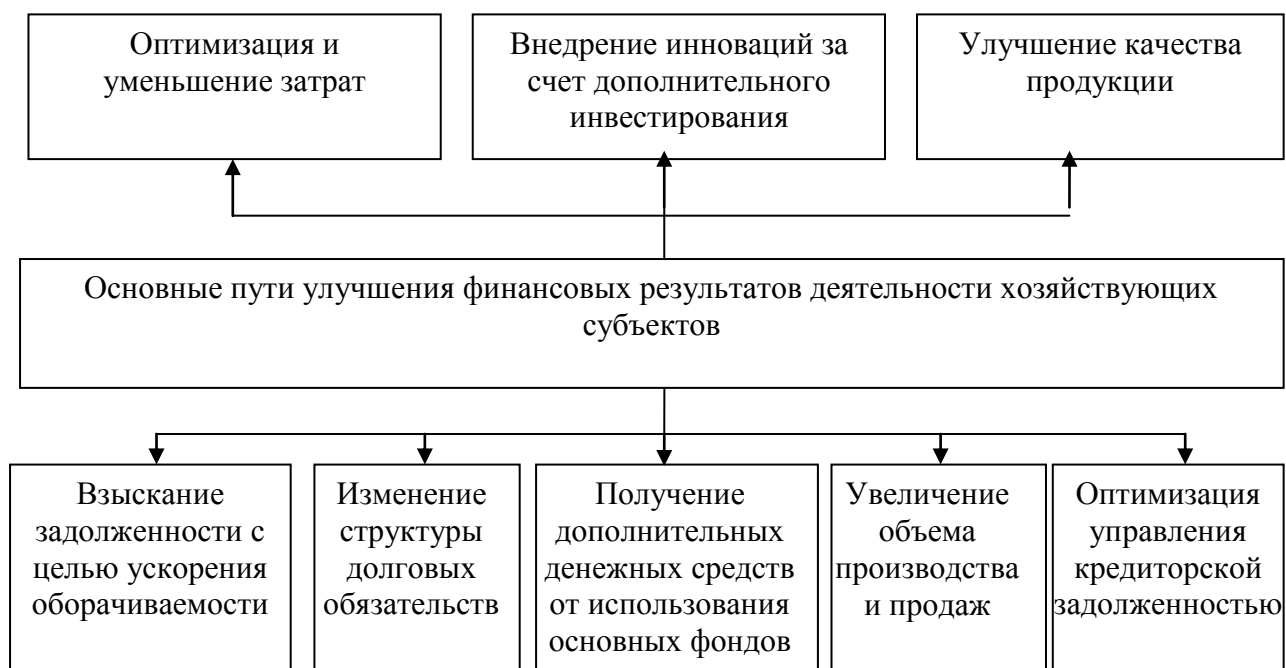 Оптимизация и
уменьшение затрат
Внедрение инноваций за
счет дополнительного
инвестирования
Улучшение качества
продукции
Основные пути улучшения финансовых результатов деятельности хозяйствующих
субъектов
Взыскание
задолженности с
целью ускорения
оборачиваемости
Изменение
структуры
долговых
обязательств
Получение
дополнительных
денежных средств
от использования
основных фондов
Увеличение
объема
производства
и продаж
Оптимизация
управления
кредиторской
задолженностью